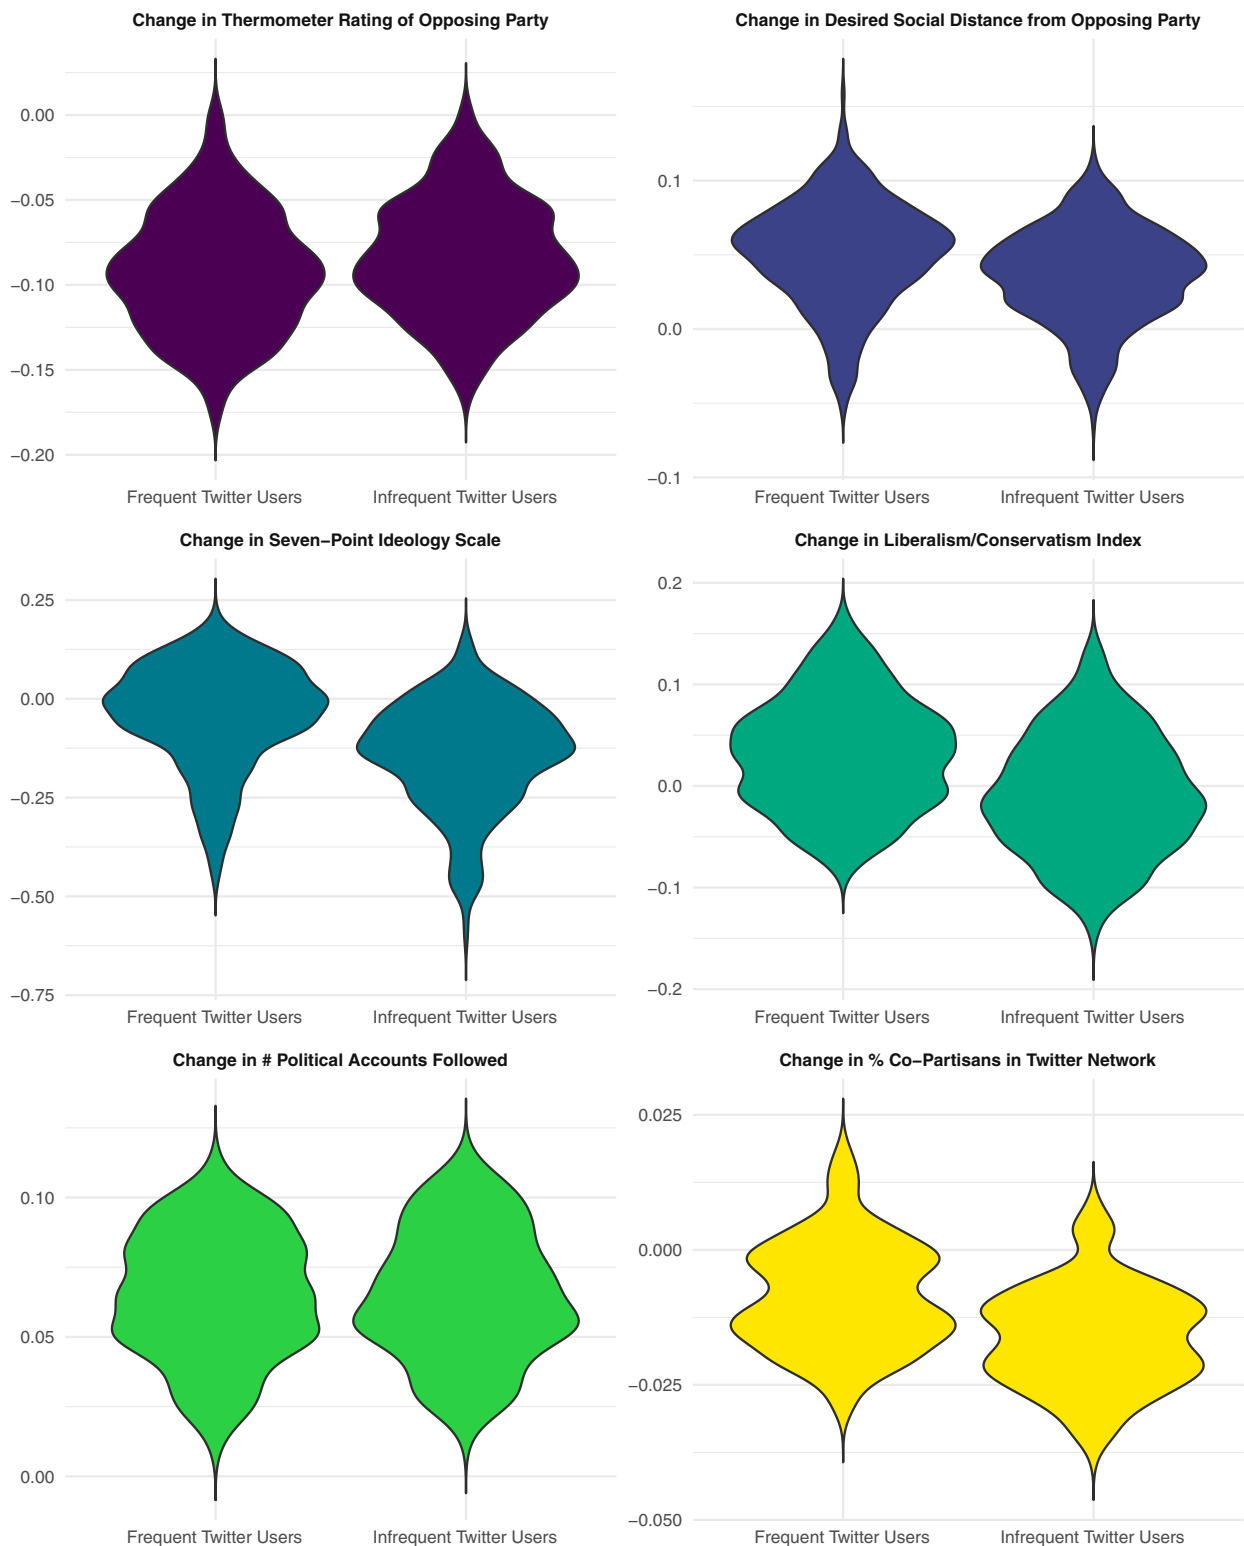 Change in Thermometer Rating of Opposing Party
0.00
−0.05
−0.10
−0.15
−0.20
Frequent Twitter Users
Infrequent Twitter Users
Change in Desired Social Distance from Opposing Party
0.1
0.0
−0.1
Frequent Twitter Users
Infrequent Twitter Users
Change in Seven−Point Ideology Scale
0.25
0.00
−0.25
−0.50
−0.75
Frequent Twitter Users
Infrequent Twitter Users
Change in Liberalism/Conservatism Index
0.2
0.1
0.0
−0.1
−0.2
Frequent Twitter Users
Infrequent Twitter Users
Change in # Political Accounts Followed
0.10
0.05
0.00
Frequent Twitter Users
Infrequent Twitter Users
Change in % Co−Partisans in Twitter Network
0.025
0.000
−0.025
−0.050
Frequent Twitter Users
Infrequent Twitter Users